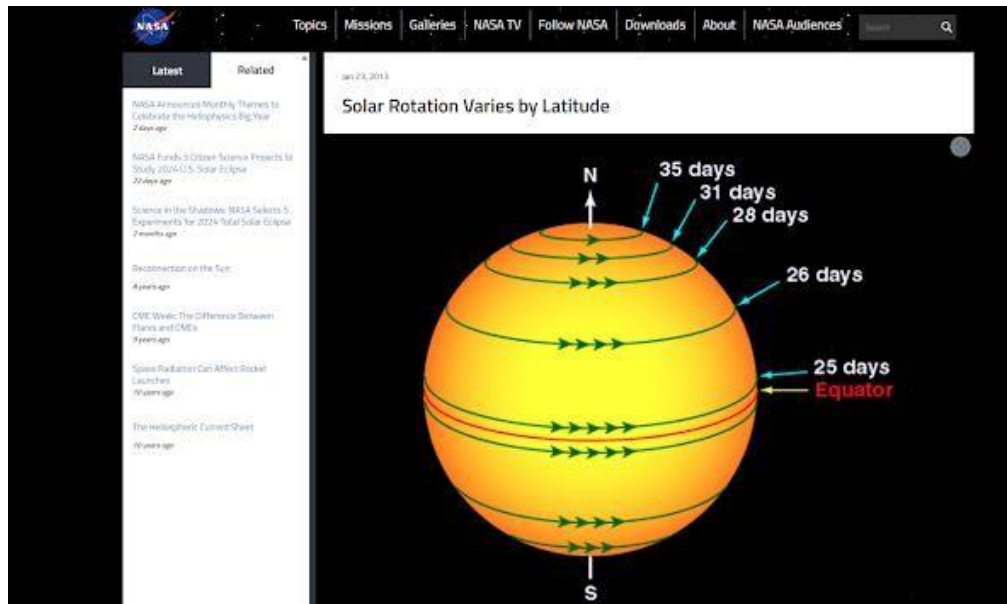 NASA
Topics
Missions
Galleries
NASA TV
Follow NASA
Downloads
About
NASA Audiences
Search
Latest
Related
NASA Announces Monthly Themes to
Celebrate the Heliophysics Big Year
2 days ago
NASA Funds 3 Citizen Science Projects to
Study 2024 U.S. Solar Eclipse
22 days ago
Science in the Shadows: NASA Selects 5
Experiments for 2024 Total Solar Eclipse
2 months ago
Reconnection on the Sun
8 years ago
CME Week: The Difference Between
Flares and CMEs
9 years ago
Space Radiation Can Affect Rocket
Launches
10 years ago
The Heliospheric Current Sheet
10 years ago
Jan 23, 2013
Solar Rotation Varies by Latitude
N
35 days
31 days
28 days
26 days
25 days
Equator
S